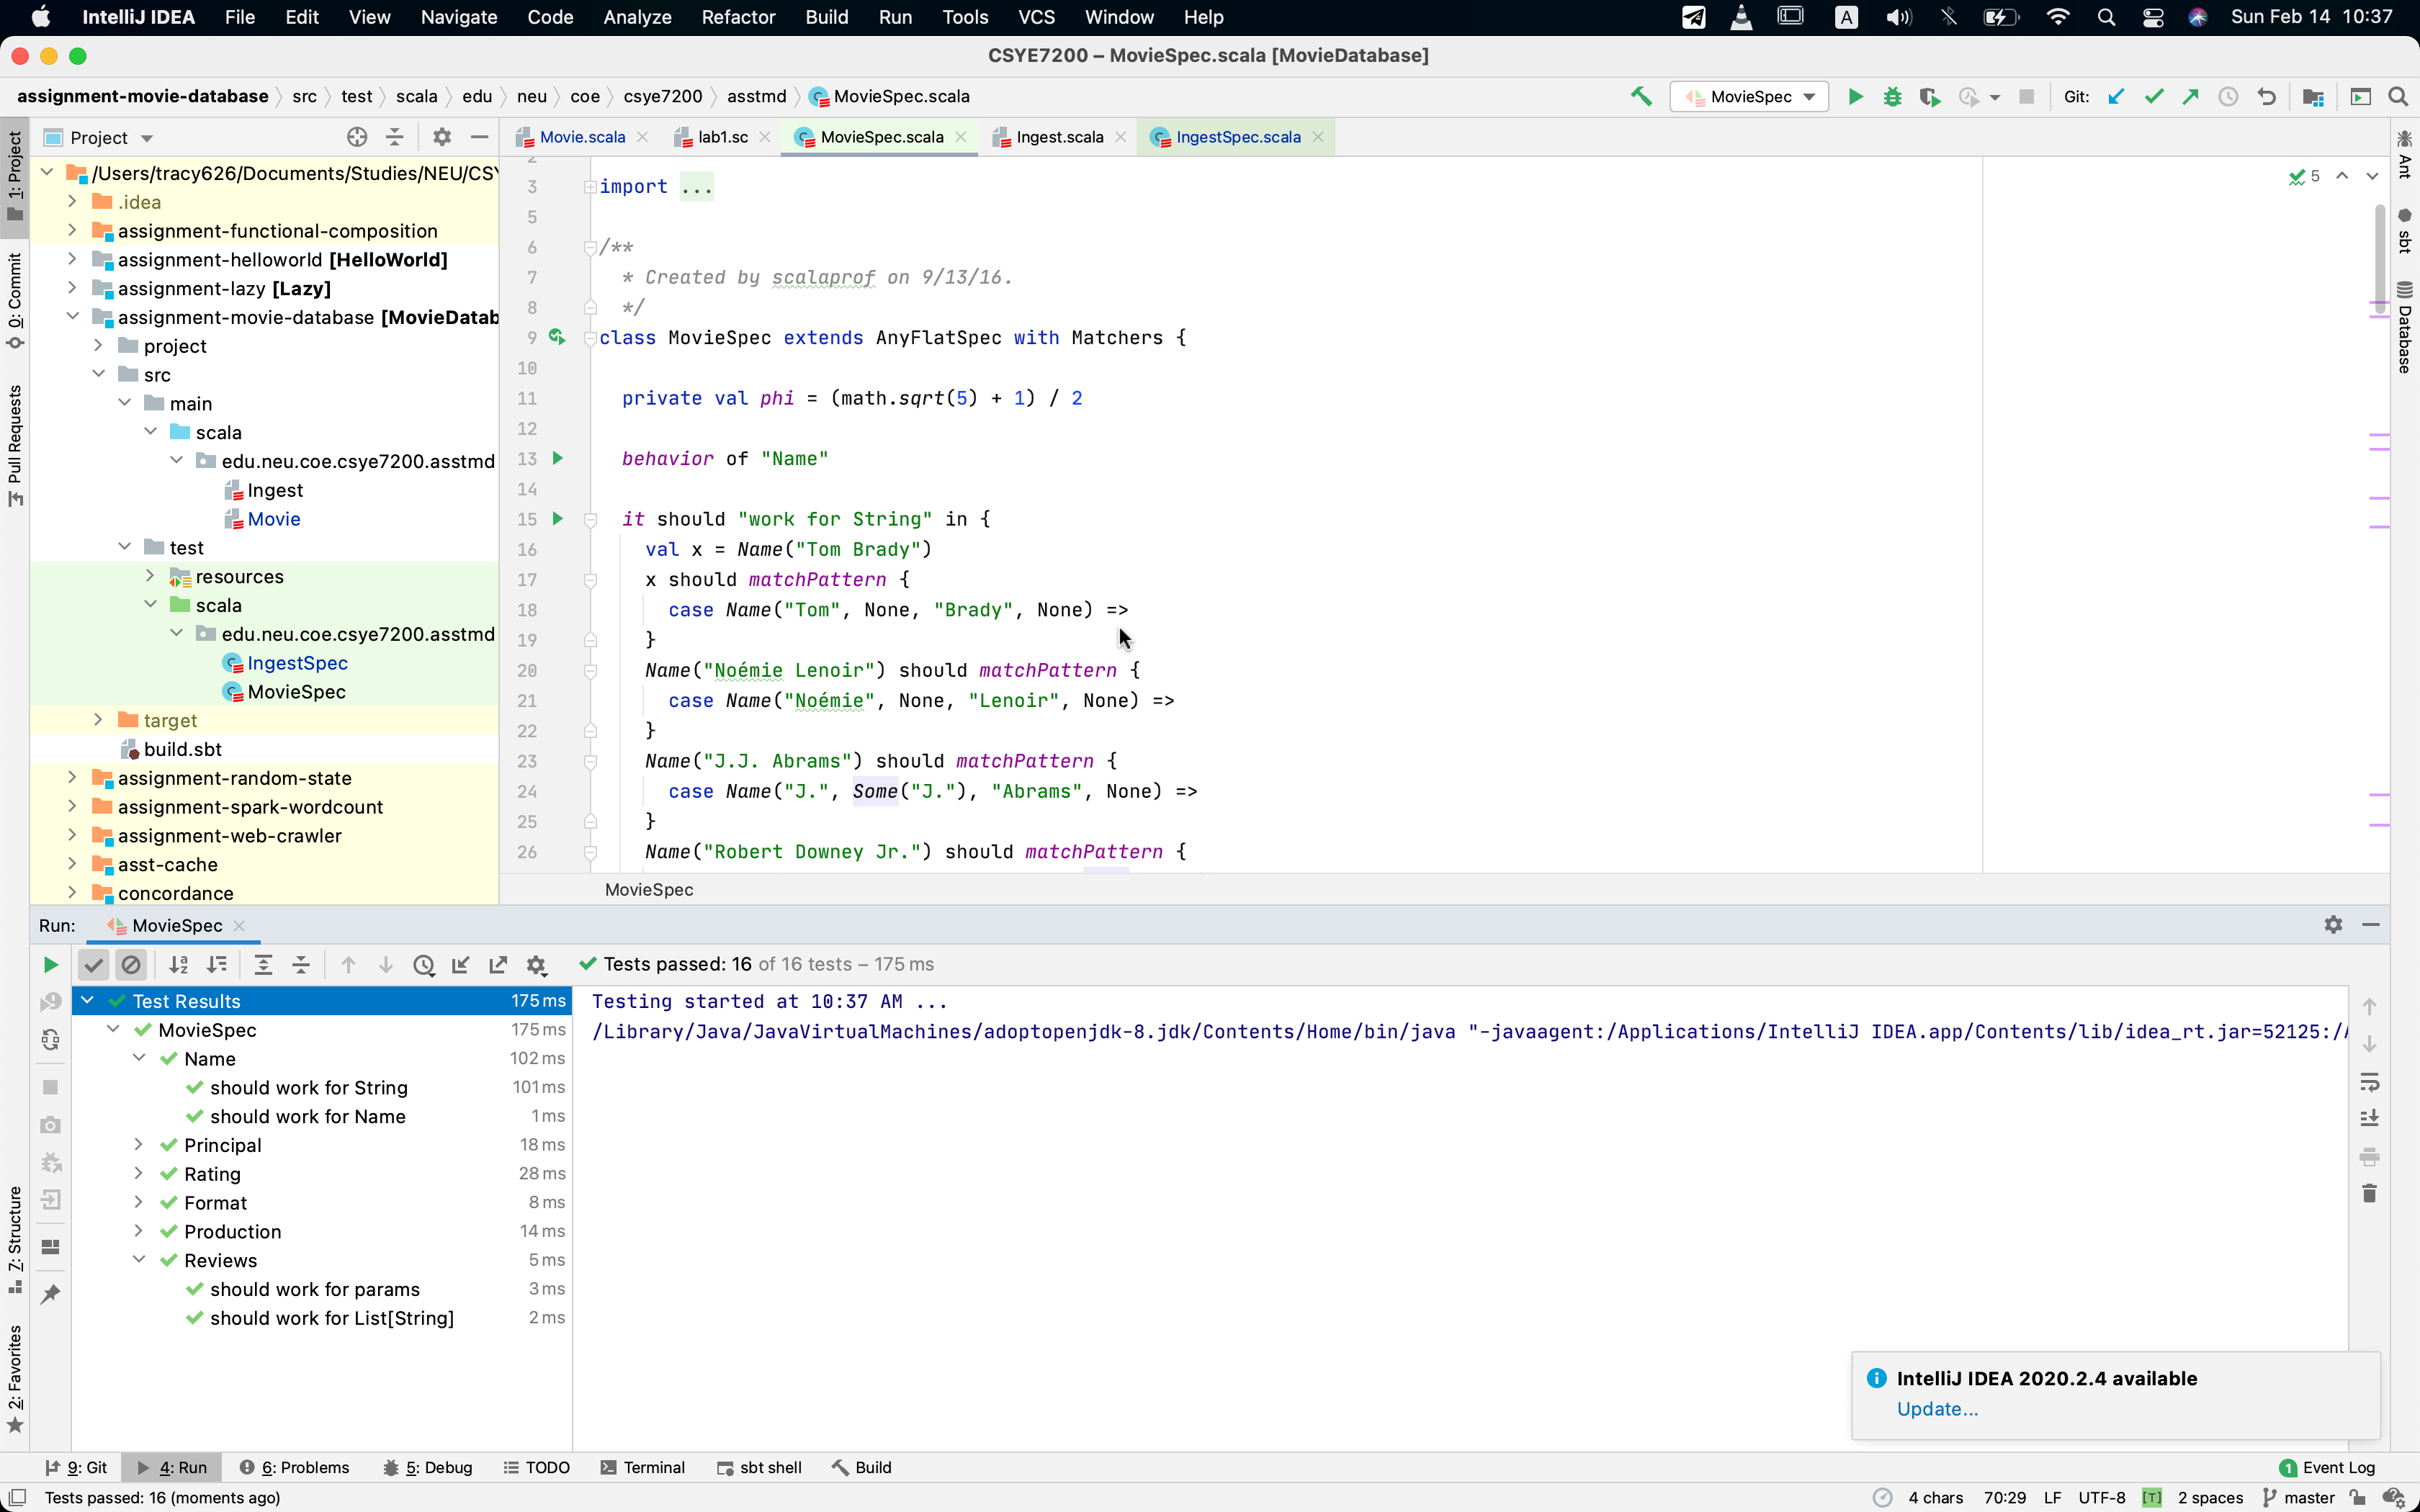 IntelliJ IDEA File Edit View Navigate Code Analyze Refactor Build Run Tools VCS Window Help A Sun Feb 14 10:37
CSYE7200 – MovieSpec.scala [MovieDatabase]
assignment-movie-database src test scala edu neu coe csye7200 asstmd MovieSpec.scala MovieSpec Git:
Project
Movie.scala lab1.sc MovieSpec.scala Ingest.scala IngestSpec.scala
1: Project
0: Commit
Pull Requests
7: Structure
2: Favorites
Ant
sbt
Database
/Users/tracy626/Documents/Studies/NEU/CSY
.idea
assignment-functional-composition
assignment-helloworld [HelloWorld]
assignment-lazy [Lazy]
assignment-movie-database [MovieDatab
project
src
main
scala
edu.neu.coe.csye7200.asstmd
Ingest
Movie
test
resources
scala
edu.neu.coe.csye7200.asstmd
IngestSpec
MovieSpec
target
build.sbt
assignment-random-state
assignment-spark-wordcount
assignment-web-crawler
asst-cache
concordance
5
2
3 import ...
5
6 /**
7 * Created by scalaprof on 9/13/16.
8 */
9 class MovieSpec extends AnyFlatSpec with Matchers {
10
11 private val phi = (math.sqrt(5) + 1) / 2
12
13 behavior of "Name"
14
15 it should "work for String" in {
16 val x = Name("Tom Brady")
17 x should matchPattern {
18 case Name("Tom", None, "Brady", None) =>
19 }
20 Name("Noémie Lenoir") should matchPattern {
21 case Name("Noémie", None, "Lenoir", None) =>
22 }
23 Name("J.J. Abrams") should matchPattern {
24 case Name("J.", Some("J."), "Abrams", None) =>
25 }
26 Name("Robert Downey Jr.") should matchPattern {
MovieSpec
Run: MovieSpec
Tests passed: 16 of 16 tests – 175 ms
Test Results 175 ms
MovieSpec 175 ms
Name 102 ms
should work for String 101 ms
should work for Name 1 ms
Principal 18 ms
Rating 28 ms
Format 8 ms
Production 14 ms
Reviews 5 ms
should work for params 3 ms
should work for List[String] 2 ms
Testing started at 10:37 AM ...
/Library/Java/JavaVirtualMachines/adoptopenjdk-8.jdk/Contents/Home/bin/java "-javaagent:/Applications/IntelliJ IDEA.app/Contents/lib/idea_rt.jar=52125:/
IntelliJ IDEA 2020.2.4 available
Update...
9: Git 4: Run 6: Problems 5: Debug TODO Terminal sbt shell Build 1 Event Log
Tests passed: 16 (moments ago) 4 chars 70:29 LF UTF-8 [T] 2 spaces master